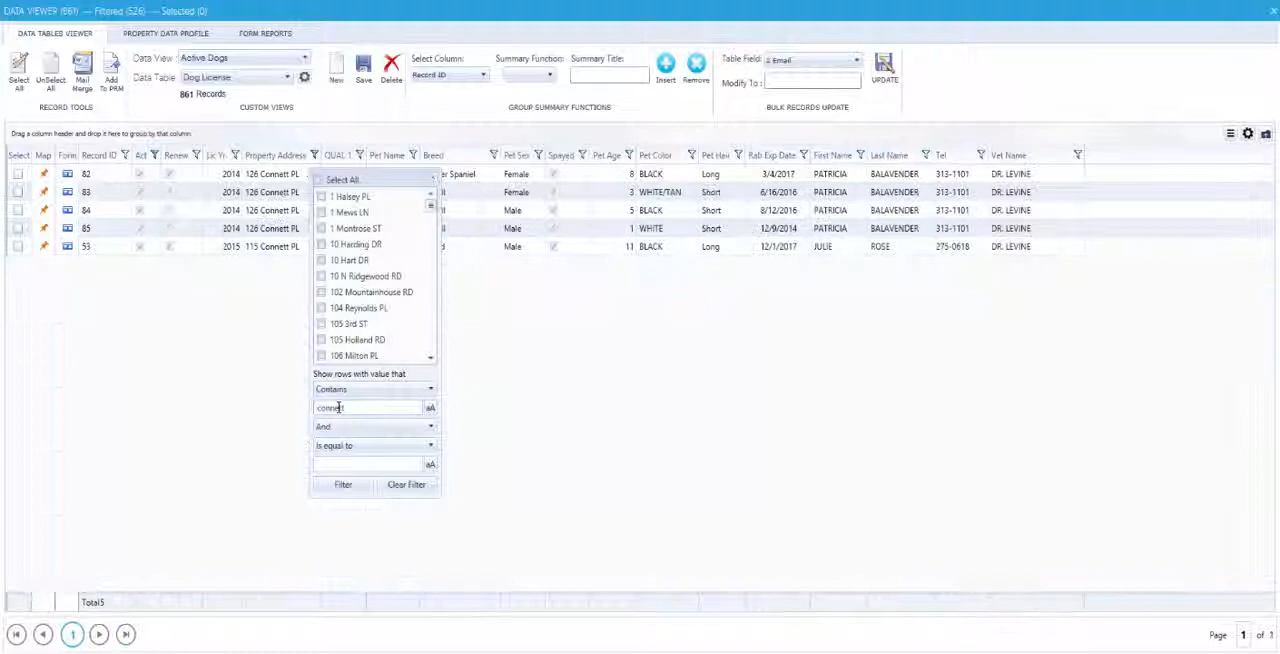 DATA VIEWER (861) --- Filtered (526) --- Selected (0)
DATA TABLES VIEWER PROPERTY DATA PROFILE FORM REPORTS
Select All UnSelect All Mail Merge Add To PRM
RECORD TOOLS
Data View : Active Dogs
Data Table Dog License
861 Records
CUSTOM VIEWS
New Save Delete
Select Column: Summary Function: Summary Title:
Record ID
Insert Remove
GROUP SUMMARY FUNCTIONS
Table Field: Email
Modify To :
UPDATE
BULK RECORDS UPDATE
Drag a column header and drop it here to group by that column
Select Map Form Record ID Act Renew Lic Yr. Property Address QUAL 1 Pet Name Breed Pet Sex Spayed Pet Age Pet Color Pet Hair Rab Exp Date First Name Last Name Tel Vet Name
82 2014 126 Connett PL er Spaniel Female 8 BLACK Long 3/4/2017 PATRICIA BALAVENDER 313-1101 DR. LEVINE
83 2014 126 Connett PL Female 3 WHITE/TAN Short 6/16/2016 PATRICIA BALAVENDER 313-1101 DR. LEVINE
84 2014 126 Connett PL Male 5 BLACK Short 8/12/2016 PATRICIA BALAVENDER 313-1101 DR. LEVINE
85 2014 126 Connett PL Male 1 WHITE Short 12/9/2014 PATRICIA BALAVENDER 313-1101 DR. LEVINE
53 2015 115 Connett PL Male 11 BLACK Long 12/1/2017 JULIE ROSE 275-0618 DR. LEVINE
Select All
1 Halsey PL
1 Mews LN
1 Montrose ST
10 Harding DR
10 Hart DR
10 N Ridgewood RD
102 Mountainhouse RD
104 Reynolds PL
105 3rd ST
105 Holland RD
106 Milton PL
Show rows with value that
Contains
connett aA
And
Is equal to
aA
Filter Clear Filter
Total5
1
Page 1 of 1